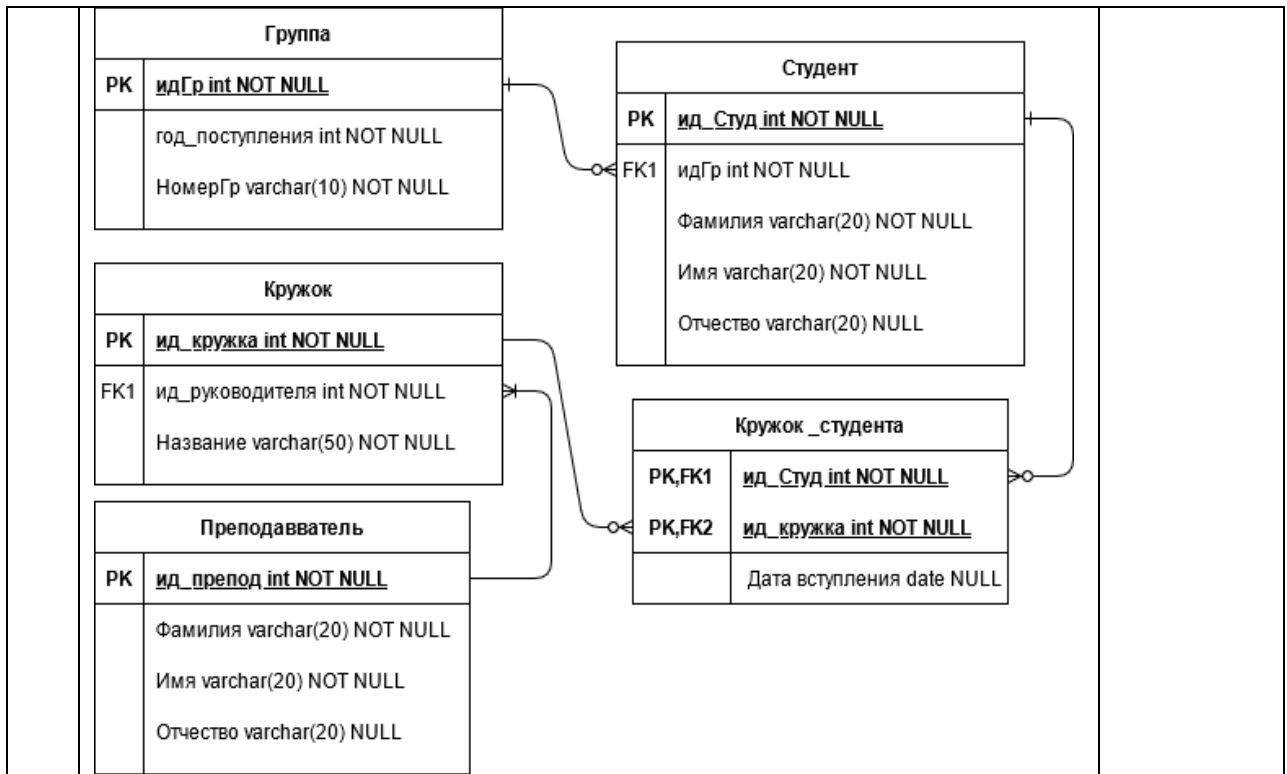 Группа
PK идГр int NOT NULL
год_поступления int NOT NULL
НомерГр varchar(10) NOT NULL
Студент
PK ид_Студ int NOT NULL
FK1 идГр int NOT NULL
Фамилия varchar(20) NOT NULL
Имя varchar(20) NOT NULL
Отчество varchar(20) NULL
Кружок
PK ид_кружка int NOT NULL
FK1 ид_руководителя int NOT NULL
Название varchar(50) NOT NULL
Кружок _студента
PK,FK1 ид_Студ int NOT NULL
PK,FK2 ид_кружка int NOT NULL
Дата вступления date NULL
Преподавватель
PK ид_препод int NOT NULL
Фамилия varchar(20) NOT NULL
Имя varchar(20) NOT NULL
Отчество varchar(20) NULL